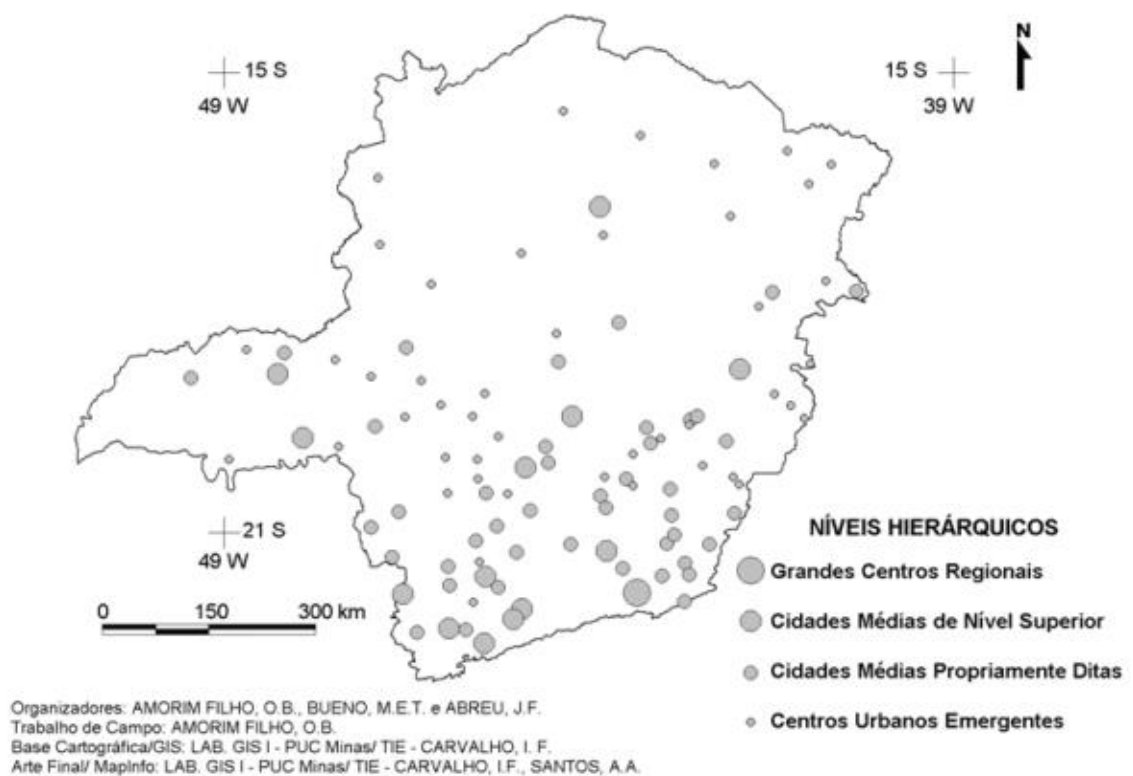 N
15 S
49 W
15 S
39 W
21 S
49 W
0 150 300 km
NÍVEIS HIERÁRQUICOS
Grandes Centros Regionais
Cidades Médias de Nível Superior
Cidades Médias Propriamente Ditas
Centros Urbanos Emergentes
Organizadores: AMORIM FILHO, O.B., BUENO, M.E.T. e ABREU, J.F.
Trabalho de Campo: AMORIM FILHO, O.B.
Base Cartográfica/GIS: LAB. GIS I - PUC Minas/ TIE - CARVALHO, I. F.
Arte Final/ MapInfo: LAB. GIS I - PUC Minas/ TIE - CARVALHO, I.F., SANTOS, A.A.